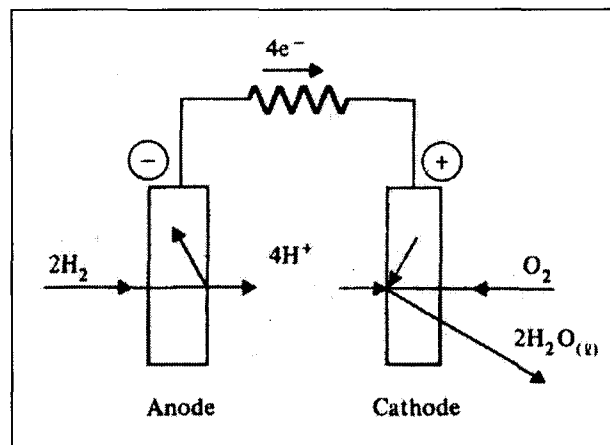 4e⁻
− +
2H₂ 4H⁺ O₂
2H₂O₍ℓ₎
Anode Cathode